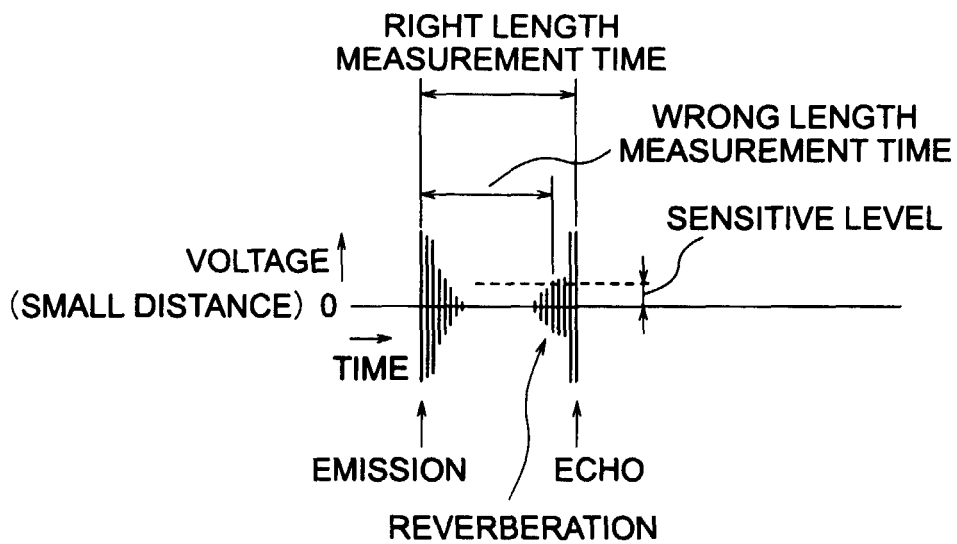 RIGHT LENGTH
MEASUREMENT TIME
WRONG LENGTH
MEASUREMENT TIME
SENSITIVE LEVEL
VOLTAGE
(SMALL DISTANCE) 0
TIME
EMISSION
ECHO
REVERBERATION